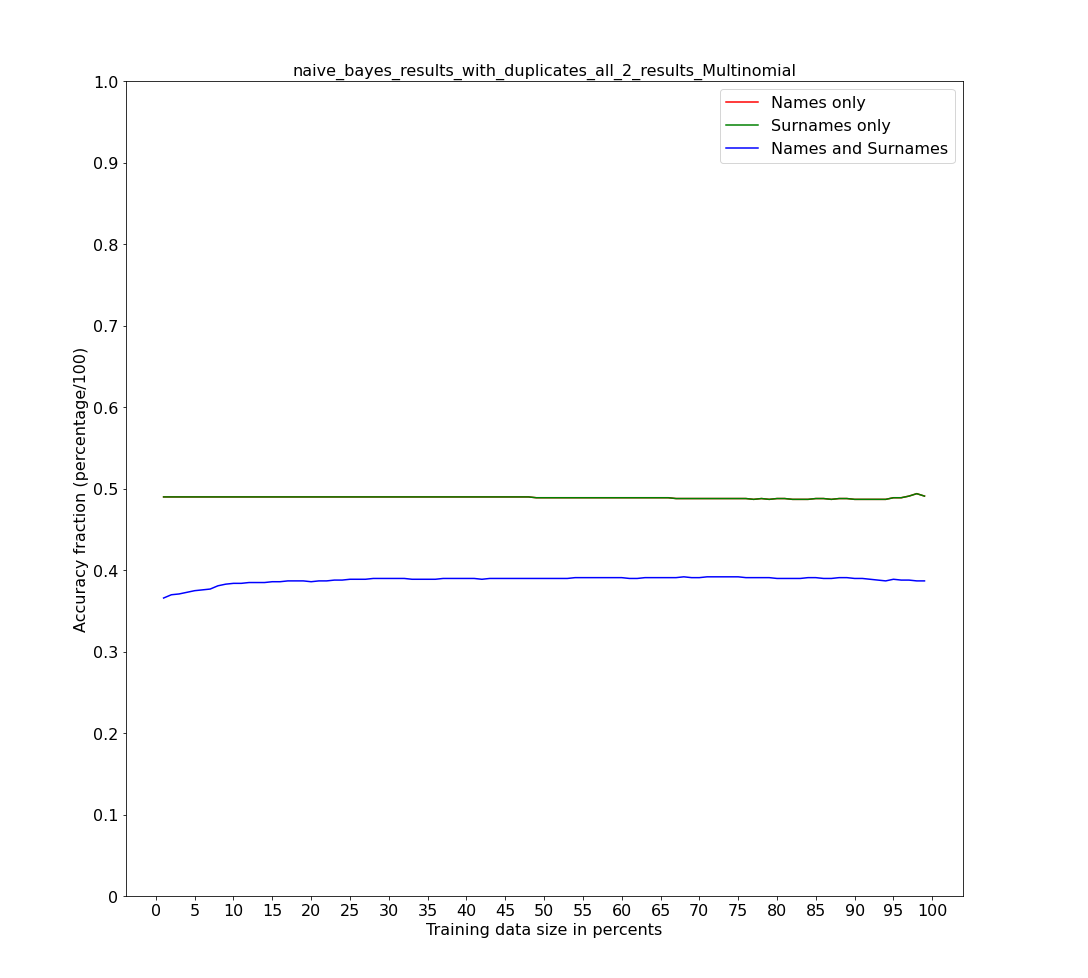 naive_bayes_results_with_duplicates_all_2_results_Multinomial
1.0
0.9
0.8
0.7
0.6
0.5
0.4
0.3
0.2
0.1
0
Accuracy fraction (percentage/100)
Names only
Surnames only
Names and Surnames
0 5 10 15 20 25 30 35 40 45 50 55 60 65 70 75 80 85 90 95 100
Training data size in percents